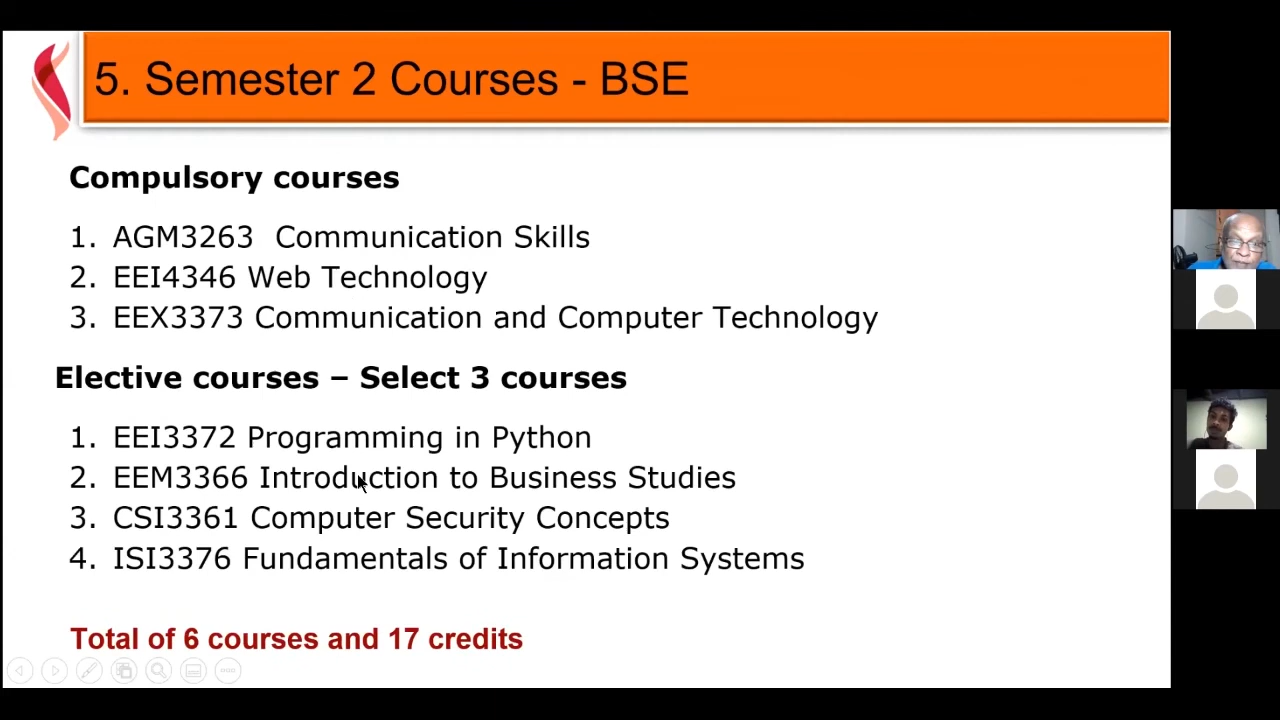 5. Semester 2 Courses - BSE
Compulsory courses
1. AGM3263 Communication Skills
2. EEI4346 Web Technology
3. EEX3373 Communication and Computer Technology
Elective courses – Select 3 courses
1. EEI3372 Programming in Python
2. EEM3366 Introduction to Business Studies
3. CSI3361 Computer Security Concepts
4. ISI3376 Fundamentals of Information Systems
Total of 6 courses and 17 credits